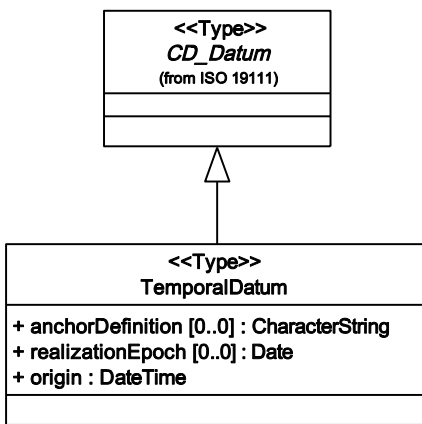 <<Type>>
CD_Datum
(from ISO 19111)
<<Type>>
TemporalDatum
+ anchorDefinition [0..0] : CharacterString
+ realizationEpoch [0..0] : Date
+ origin : DateTime